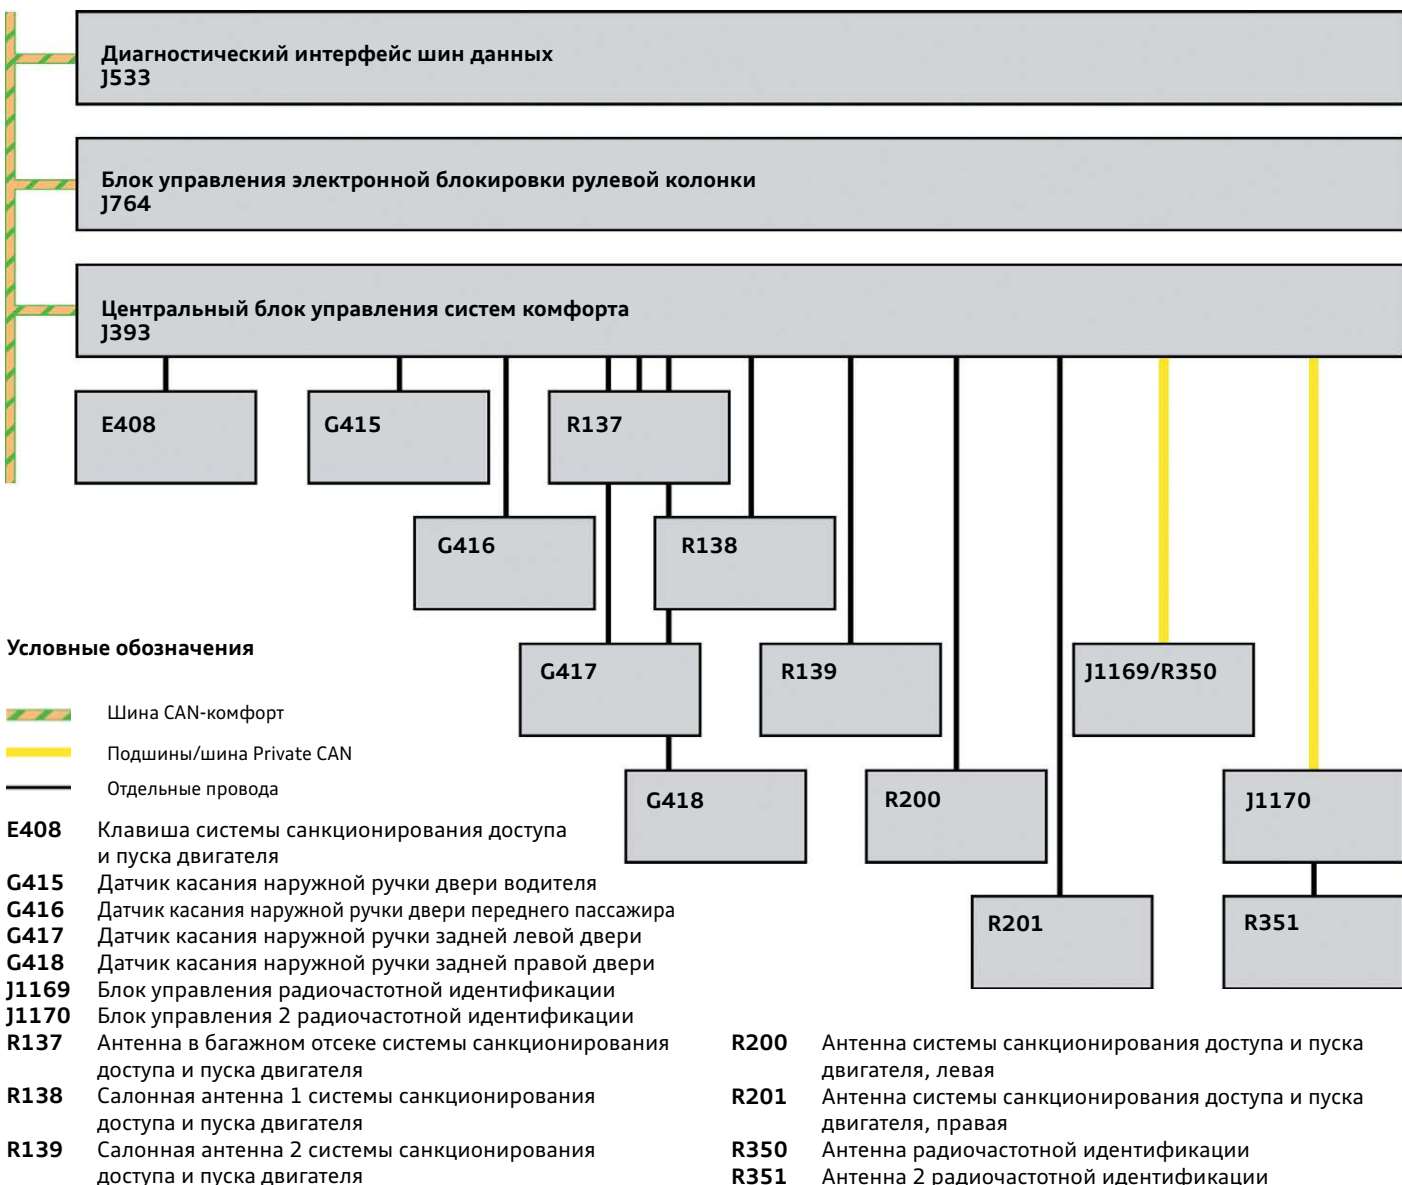 Диагностический интерфейс шин данных
J533
Блок управления электронной блокировки рулевой колонки
J764
Центральный блок управления систем комфорта
J393
E408
G415
R137
G416
R138
G417
R139
J1169/R350
G418
R200
J1170
R201
R351
Условные обозначения
Шина CAN-комфорт
Подшины/шина Private CAN
Отдельные провода
E408 Клавиша системы санкционирования доступа
и пуска двигателя
G415 Датчик касания наружной ручки двери водителя
G416 Датчик касания наружной ручки двери переднего пассажира
G417 Датчик касания наружной ручки задней левой двери
G418 Датчик касания наружной ручки задней правой двери
J1169 Блок управления радиочастотной идентификации
J1170 Блок управления 2 радиочастотной идентификации
R137 Антенна в багажном отсеке системы санкционирования
доступа и пуска двигателя
R138 Салонная антенна 1 системы санкционирования
доступа и пуска двигателя
R139 Салонная антенна 2 системы санкционирования
доступа и пуска двигателя
R200 Антенна системы санкционирования доступа и пуска
двигателя, левая
R201 Антенна системы санкционирования доступа и пуска
двигателя, правая
R350 Антенна радиочастотной идентификации
R351 Антенна 2 радиочастотной идентификации